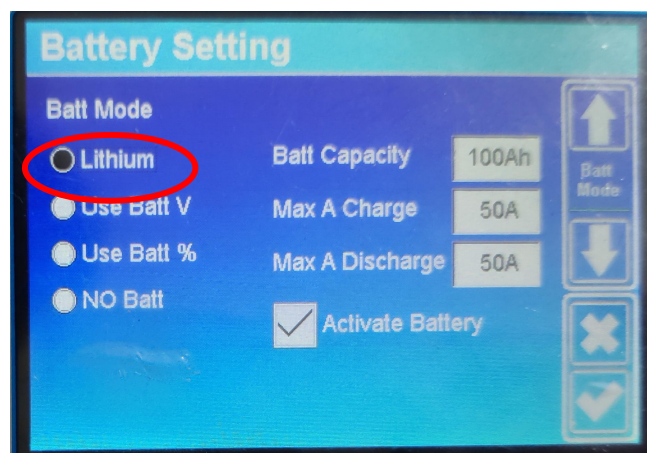 Battery Setting
Batt Mode
Lithium
Use Batt V
Use Batt %
NO Batt
Batt Capacity 100Ah
Max A Charge 50A
Max A Discharge 50A
Activate Battery
Batt
Mode